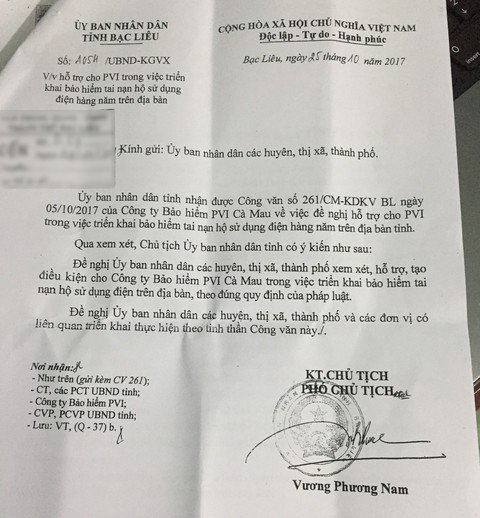 ỦY BAN NHÂN DÂN
TỈNH BẠC LIÊU
CỘNG HÒA XÃ HỘI CHỦ NGHĨA VIỆT NAM
Độc lập - Tự do - Hạnh phúc
Số: /UBND-KGVX
Bạc Liêu, ngày 25 tháng 10 năm 2017
V/v hỗ trợ cho PVI trong việc triển
khai bảo hiểm tai nạn hộ sử dụng
điện hàng năm trên địa bàn
Kính gửi: Ủy ban nhân dân các huyện, thị xã, thành phố.
Ủy ban nhân dân tỉnh nhận được Công văn số 261/CM-KDKV BL ngày
05/10/2017 của Công ty Bảo hiểm PVI Cà Mau về việc đề nghị hỗ trợ cho PVI
trong việc triển khai bảo hiểm tai nạn hộ sử dụng điện hàng năm trên địa bàn tỉnh.
Qua xem xét, Chủ tịch Ủy ban nhân dân tỉnh có ý kiến như sau:
Đề nghị Ủy ban nhân dân các huyện, thị xã, thành phố xem xét, hỗ trợ, tạo
điều kiện cho Công ty Bảo hiểm PVI Cà Mau trong việc triển khai bảo hiểm tai
nạn hộ sử dụng điện trên địa bàn, theo đúng quy định của pháp luật.
Đề nghị Ủy ban nhân dân các huyện, thị xã, thành phố và các đơn vị có
liên quan triển khai thực hiện theo tinh thần Công văn này./.
Nơi nhận:
- Như trên (gửi kèm CV 261);
- CT, các PCT UBND tỉnh;
- Công ty Bảo hiểm PVI;
- CVP, PCVP UBND tỉnh;
- Lưu: VT, (Q - 37) b.
KT.CHỦ TỊCH
PHÓ CHỦ TỊCH
Vương Phương Nam